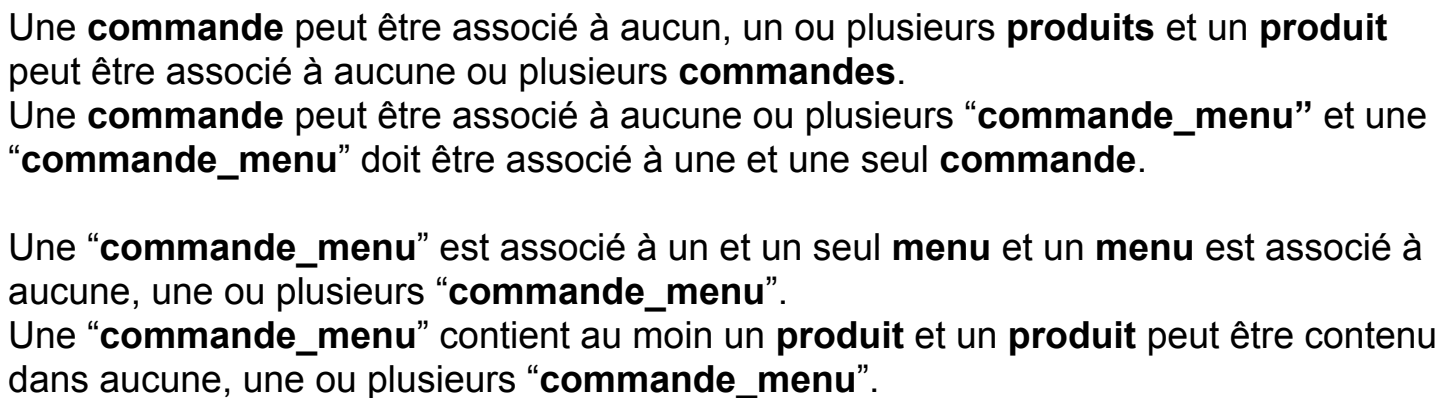 Une commande peut être associé à aucun, un ou plusieurs produits et un produit
peut être associé à aucune ou plusieurs commandes.
Une commande peut être associé à aucune ou plusieurs “commande_menu” et une
“commande_menu” doit être associé à une et une seul commande.
Une “commande_menu” est associé à un et un seul menu et un menu est associé à
aucune, une ou plusieurs “commande_menu”.
Une “commande_menu” contient au moin un produit et un produit peut être contenu
dans aucune, une ou plusieurs “commande_menu”.